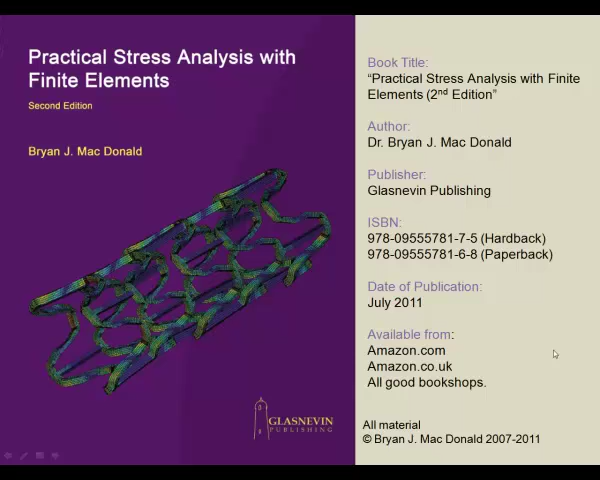 Practical Stress Analysis with
Finite Elements
Second Edition
Bryan J. Mac Donald
GLASNEVIN
PUBLISHING
Book Title:
“Practical Stress Analysis with Finite
Elements (2nd Edition”
Author:
Dr. Bryan J. Mac Donald
Publisher:
Glasnevin Publishing
ISBN:
978-09555781-7-5 (Hardback)
978-09555781-6-8 (Paperback)
Date of Publication:
July 2011
Available from:
Amazon.com
Amazon.co.uk
All good bookshops.
All material
© Bryan J. Mac Donald 2007-2011